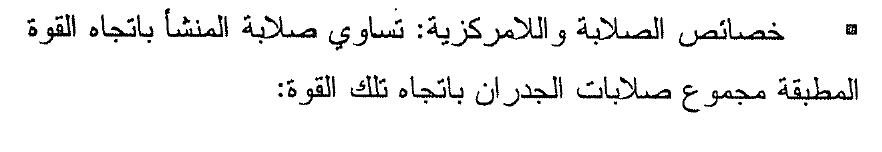 ▪ خصائص الصلابة واللامركزية: تساوي صلابة المنشأ باتجاه القوة
المطبقة مجموع صلابات الجدران باتجاه تلك القوة: